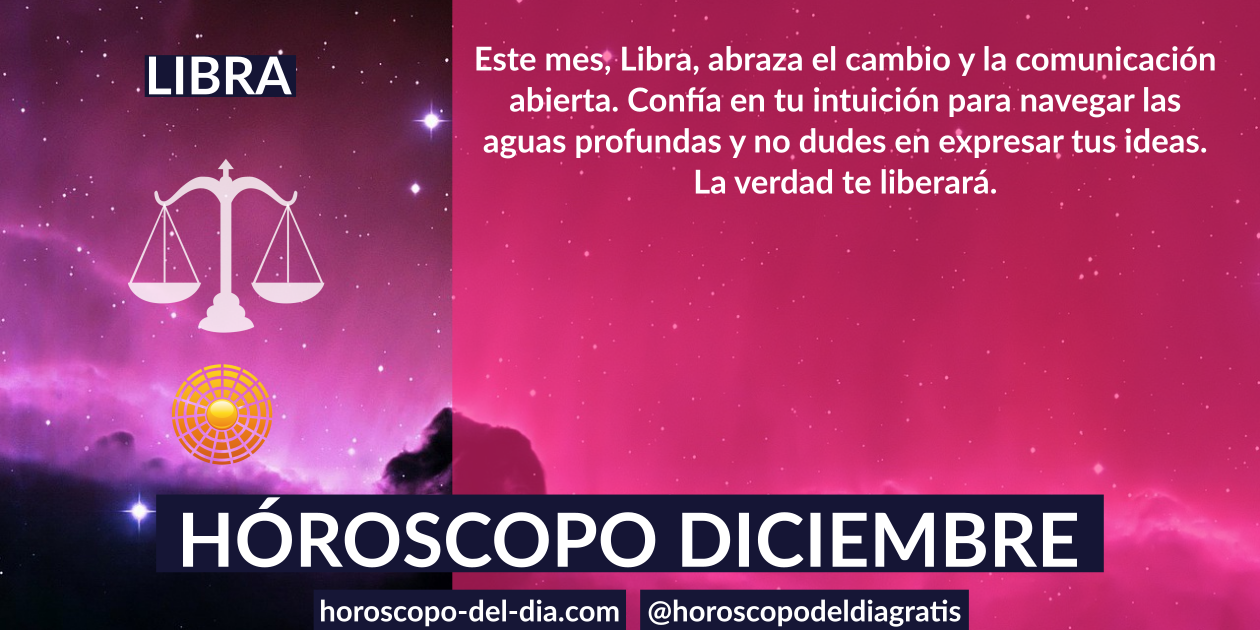 LIBRA
Este mes, Libra, abraza el cambio y la comunicación
abierta. Confía en tu intuición para navegar las
aguas profundas y no dudes en expresar tus ideas.
La verdad te liberará.
HÓROSCOPO DICIEMBRE
horoscopo-del-dia.com
@horoscopodeldiagratis